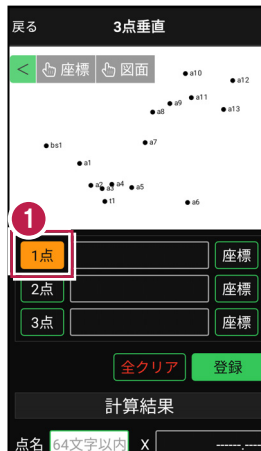 戻る 3点垂直
< 座標 図面
a10
a12
a11
a9
a13
a8
bs1
a7
a1
a2 a3 a4 a5
t1
a6
1
1点 座標
2点 座標
3点 座標
全クリア 登録
計算結果
点名 64文字以内 X ------.----